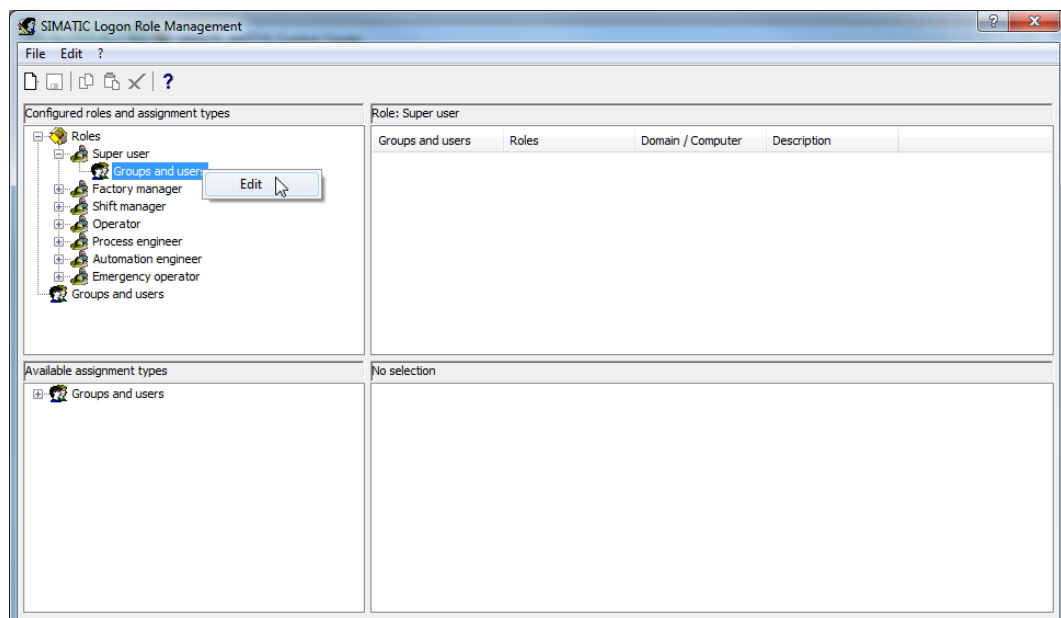 SIMATIC Logon Role Management
File Edit ?
?
Configured roles and assignment types
Role: Super user
Roles
Super user
Groups and users
Edit
Factory manager
Shift manager
Operator
Process engineer
Automation engineer
Emergency operator
Groups and users
Groups and users Roles Domain / Computer Description
Available assignment types
No selection
Groups and users